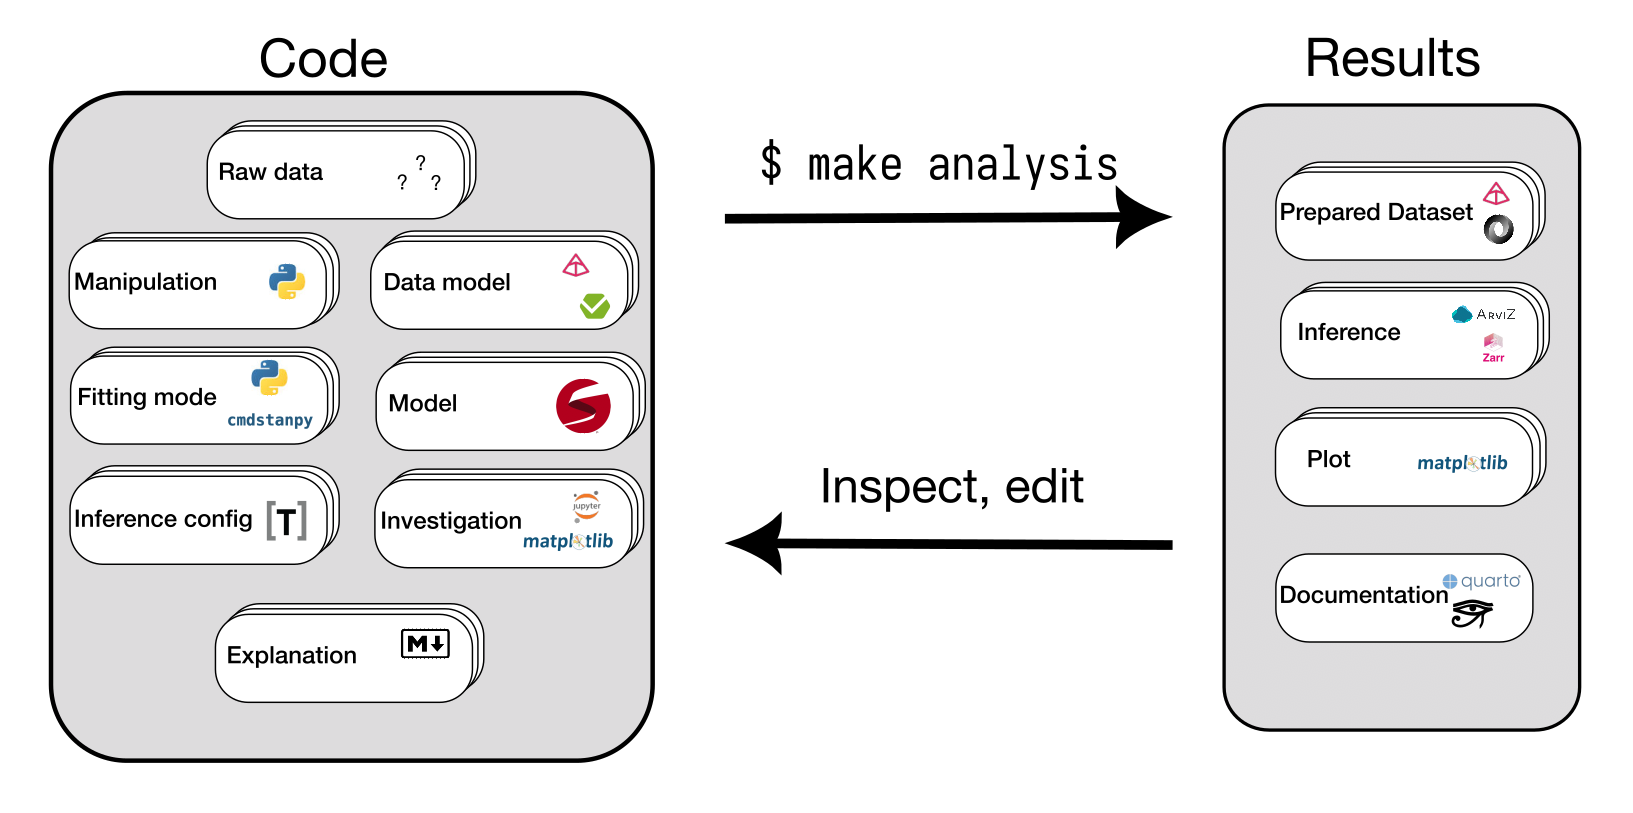 Code
Results
Raw data
? ? ?
Manipulation
Data model
Fitting mode
cmdstanpy
Model
Inference config
[T]
Investigation
jupyter
matplotlib
Explanation
M
$ make analysis
Inspect, edit
Prepared Dataset
Inference
ARVIZ
Zarr
Plot
matplotlib
Documentation
quarto